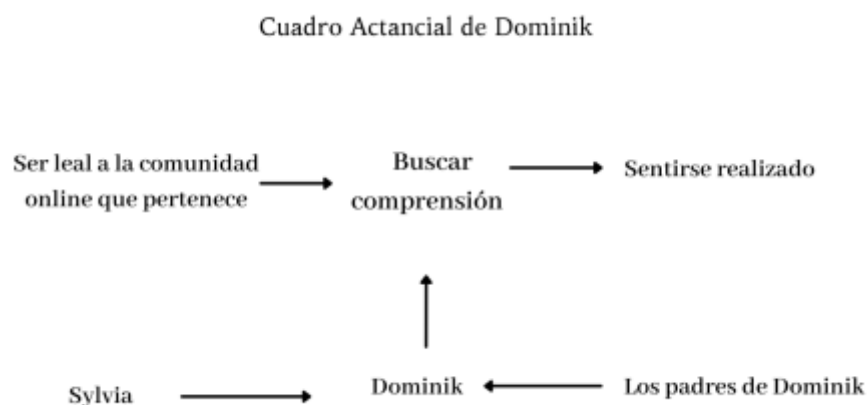 Cuadro Actancial de Dominik
Ser leal a la comunidad
online que pertenece
Buscar
comprensión
Sentirse realizado
Sylvia
Dominik
Los padres de Dominik